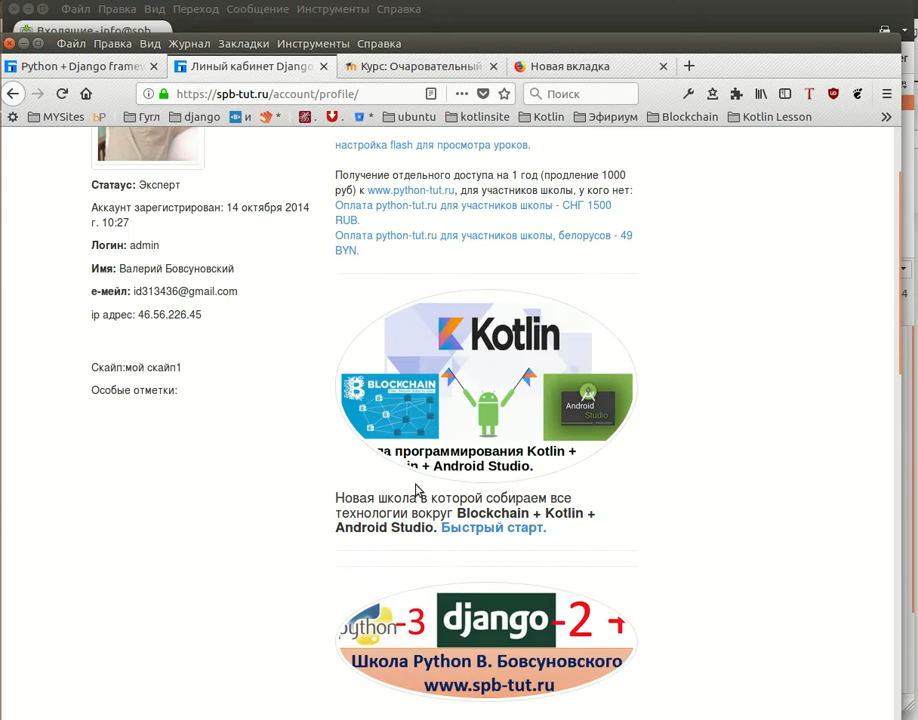 Файл Правка Вид Переход Сообщение Инструменты Справка
Входящие - info@spb
Файл Правка Вид Журнал Закладки Инструменты Справка
Python + Django framew
Линый кабинет Django
Курс: Очаровательный
Новая вкладка
https://spb-tut.ru/account/profile/
Поиск
MYSites
bP
Гугл
django
и
ubuntu
kotlinsite
Kotlin
Эфириум
Blockchain
Kotlin Lesson
настройка flash для просмотра уроков.
Статаус: Эксперт
Аккаунт зарегистрирован: 14 октября 2014
г. 10:27
Логин: admin
Имя: Валерий Бовсуновский
е-мейл: id313436@gmail.com
ip адрес: 46.56.226.45
Скайп:мой скайп1
Особые отметки:
Получение отдельного доступа на 1 год (продление 1000
руб) к www.python-tut.ru, для участников школы, у кого нет:
Оплата python-tut.ru для участников школы - СНГ 1500
RUB.
Оплата python-tut.ru для участников школы, белорусов - 49
BYN.
Kotlin
BLOCKCHAIN
Android
Studio
программирования Kotlin +
+ Android Studio.
Новая школа в которой собираем все
технологии вокруг Blockchain + Kotlin +
Android Studio. Быстрый старт.
python-3 django-2 +
Школа Python В. Бовсуновского
www.spb-tut.ru